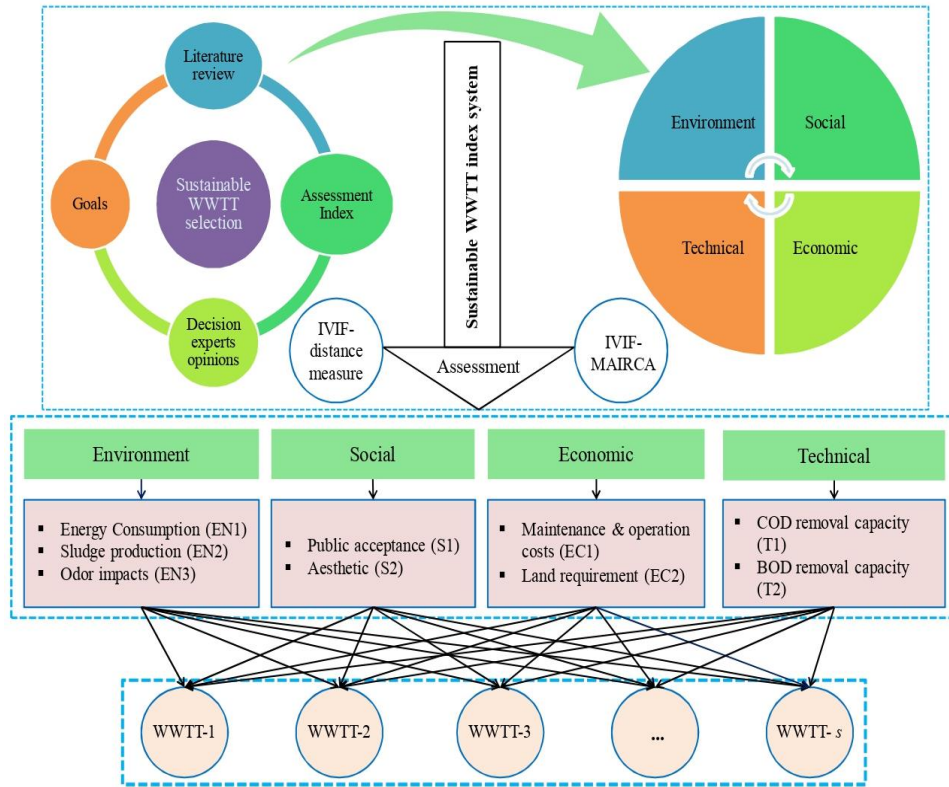 Literature
review
Goals
Sustainable
WWTT
selection
Assessment
Index
Decision
experts
opinions
Sustainable WWTT index system
Environment
Social
Technical
Economic
IVIF-
distance
measure
Assessment
IVIF-
MAIRCA
Environment
Social
Economic
Technical
▪ Energy Consumption (EN1)
▪ Sludge production (EN2)
▪ Odor impacts (EN3)
▪ Public acceptance (S1)
▪ Aesthetic (S2)
▪ Maintenance & operation
costs (EC1)
▪ Land requirement (EC2)
▪ COD removal capacity
(T1)
▪ BOD removal capacity
(T2)
WWTT-1
WWTT-2
WWTT-3
...
WWTT- s